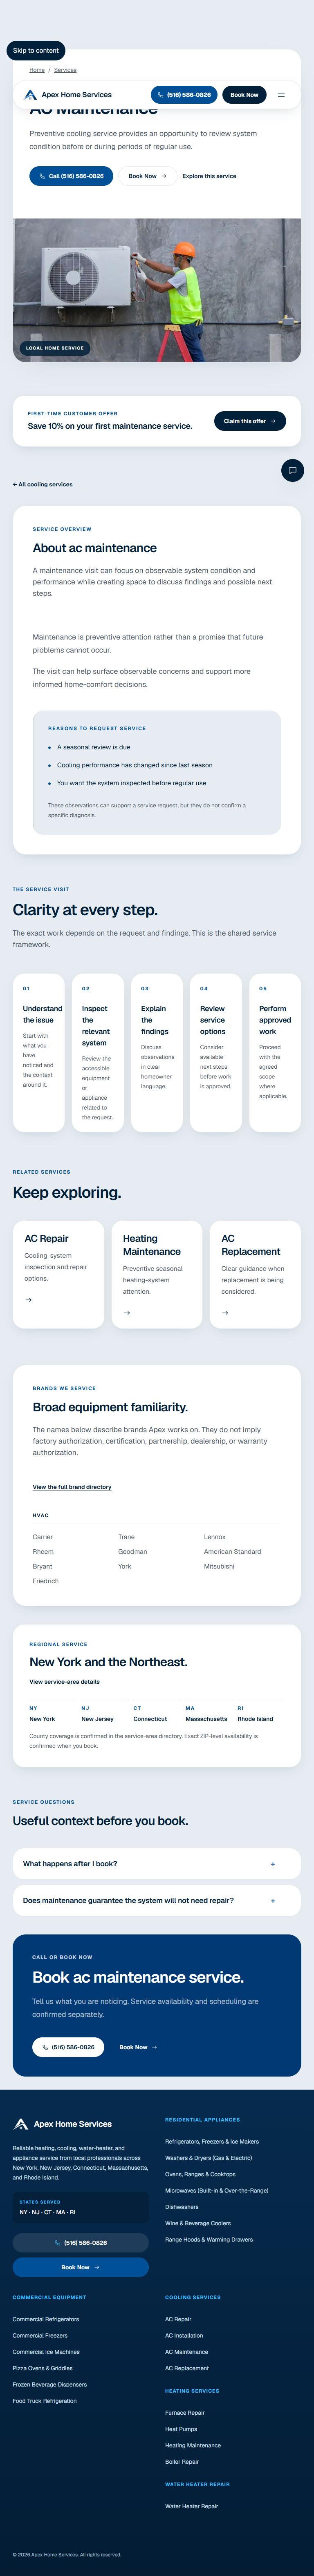 Skip to content
Home / Services
Apex Home Services
(516) 586-0826
Book Now
AC Maintenance
Preventive cooling service provides an opportunity to review system
condition before or during periods of regular use.
Call (516) 586-0826
Book Now →
Explore this service
LOCAL HOME SERVICE
FIRST-TIME CUSTOMER OFFER
Save 10% on your first maintenance service.
Claim this offer →
← All cooling services
SERVICE OVERVIEW
About ac maintenance
A maintenance visit can focus on observable system condition and
performance while creating space to discuss findings and possible next
steps.
Maintenance is preventive attention rather than a promise that future
problems cannot occur.
The visit can help surface observable concerns and support more
informed home-comfort decisions.
REASONS TO REQUEST SERVICE
A seasonal review is due
Cooling performance has changed since last season
You want the system inspected before regular use
These observations can support a service request, but they do not confirm a
specific diagnosis.
THE SERVICE VISIT
Clarity at every step.
The exact work depends on the request and findings. This is the shared service
framework.
01
Understand
the issue
Start with
what you
have
noticed and
the context
around it.
02
Inspect
the
relevant
system
Review the
accessible
equipment
or
appliance
related to
the request.
03
Explain
the
findings
Discuss
observations
in clear
homeowner
language.
04
Review
service
options
Consider
available
next steps
before work
is approved.
05
Perform
approved
work
Proceed
with the
agreed
scope
where
applicable.
RELATED SERVICES
Keep exploring.
AC Repair
Cooling-system
inspection and repair
options.
→
Heating
Maintenance
Preventive seasonal
heating-system
attention.
→
AC
Replacement
Clear guidance when
replacement is being
considered.
→
BRANDS WE SERVICE
Broad equipment familiarity.
The names below describe brands Apex works on. They do not imply
factory authorization, certification, partnership, dealership, or warranty
authorization.
View the full brand directory
HVAC
Carrier Trane Lennox
Rheem Goodman American Standard
Bryant York Mitsubishi
Friedrich
REGIONAL SERVICE
New York and the Northeast.
View service-area details
NY NJ CT MA RI
New York New Jersey Connecticut Massachusetts Rhode Island
County coverage is confirmed in the service-area directory. Exact ZIP-level availability is
confirmed when you book.
SERVICE QUESTIONS
Useful context before you book.
What happens after I book? +
Does maintenance guarantee the system will not need repair? +
CALL OR BOOK NOW
Book ac maintenance service.
Tell us what you are noticing. Service availability and scheduling are
confirmed separately.
(516) 586-0826
Book Now →
Apex Home Services
Reliable heating, cooling, water-heater, and
appliance service from local professionals across
New York, New Jersey, Connecticut, Massachusetts,
and Rhode Island.
STATES SERVED
NY · NJ · CT · MA · RI
(516) 586-0826
Book Now →
RESIDENTIAL APPLIANCES
Refrigerators, Freezers & Ice Makers
Washers & Dryers (Gas & Electric)
Ovens, Ranges & Cooktops
Microwaves (Built-in & Over-the-Range)
Dishwashers
Wine & Beverage Coolers
Range Hoods & Warming Drawers
COMMERCIAL EQUIPMENT
Commercial Refrigerators
Commercial Freezers
Commercial Ice Machines
Pizza Ovens & Griddles
Frozen Beverage Dispensers
Food Truck Refrigeration
COOLING SERVICES
AC Repair
AC Installation
AC Maintenance
AC Replacement
HEATING SERVICES
Furnace Repair
Heat Pumps
Heating Maintenance
Boiler Repair
WATER HEATER REPAIR
Water Heater Repair
© 2026 Apex Home Services. All rights reserved.